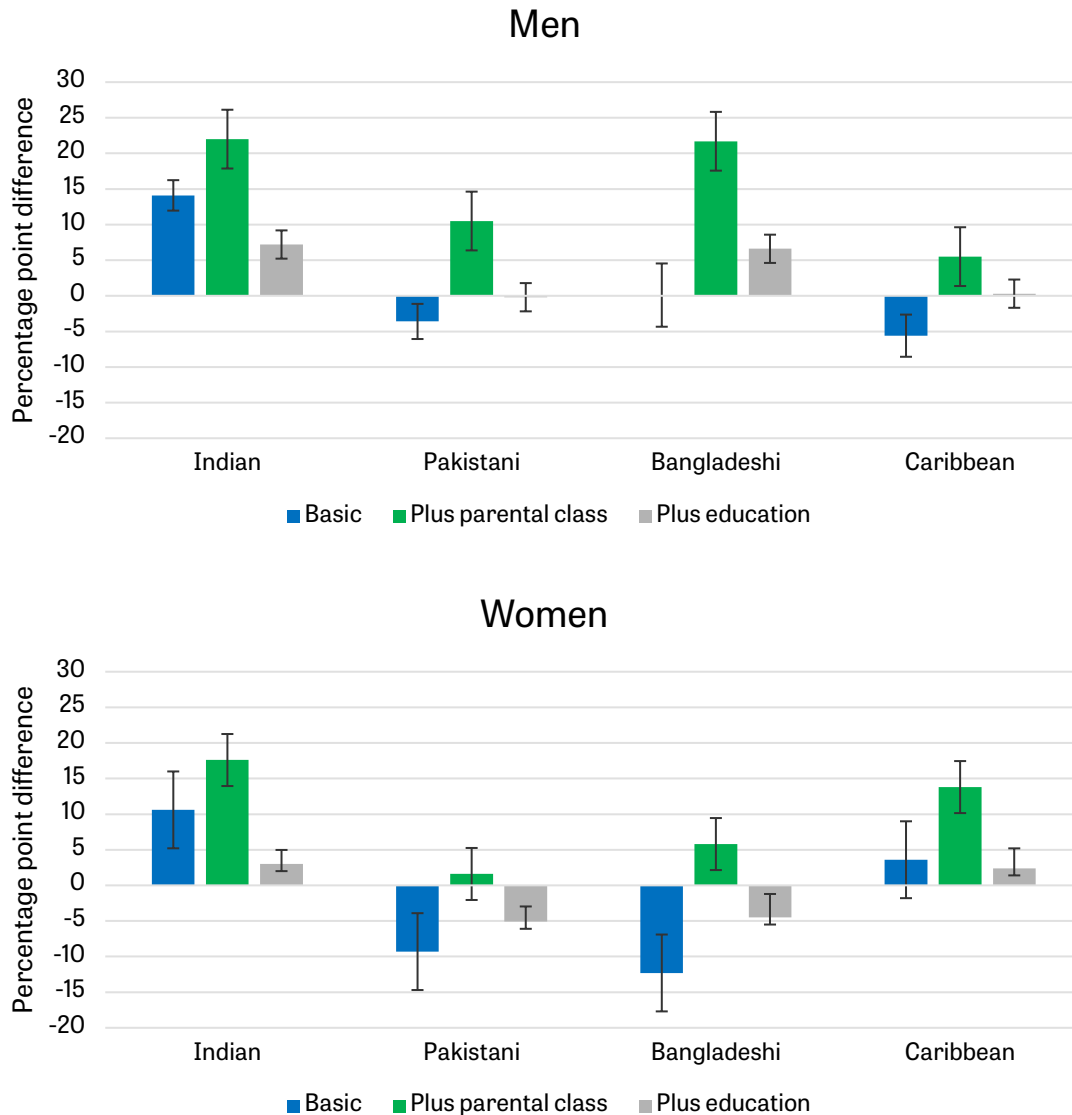 Men
Percentage point difference
30
25
20
15
10
5
0
-5
-10
-15
-20
Indian Pakistani Bangladeshi Caribbean
Basic Plus parental class Plus education
Women
Percentage point difference
30
25
20
15
10
5
0
-5
-10
-15
-20
Indian Pakistani Bangladeshi Caribbean
Basic Plus parental class Plus education